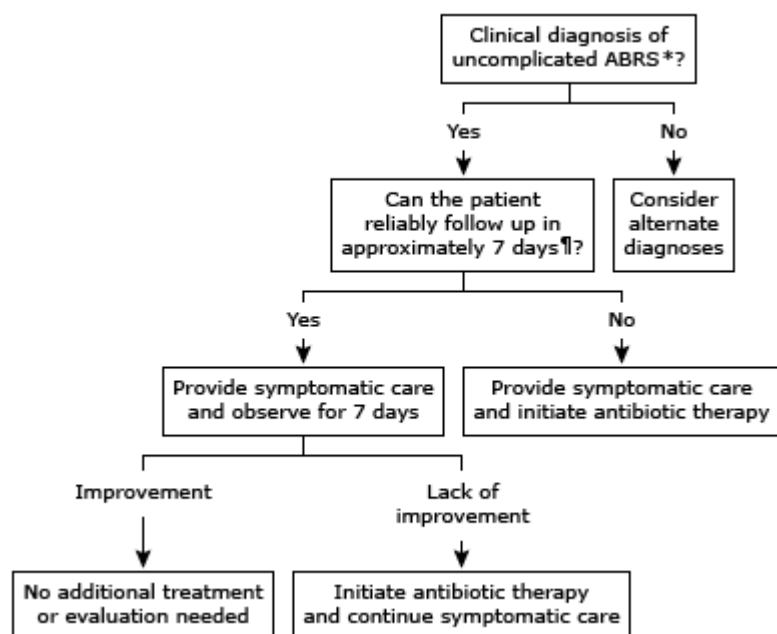 Clinical diagnosis of
uncomplicated ABRS*?
Yes
No
Can the patient
reliably follow up in
approximately 7 days¶?
Consider
alternate
diagnoses
Yes
No
Provide symptomatic care
and observe for 7 days
Provide symptomatic care
and initiate antibiotic therapy
Improvement
Lack of
improvement
No additional treatment
or evaluation needed
Initiate antibiotic therapy
and continue symptomatic care